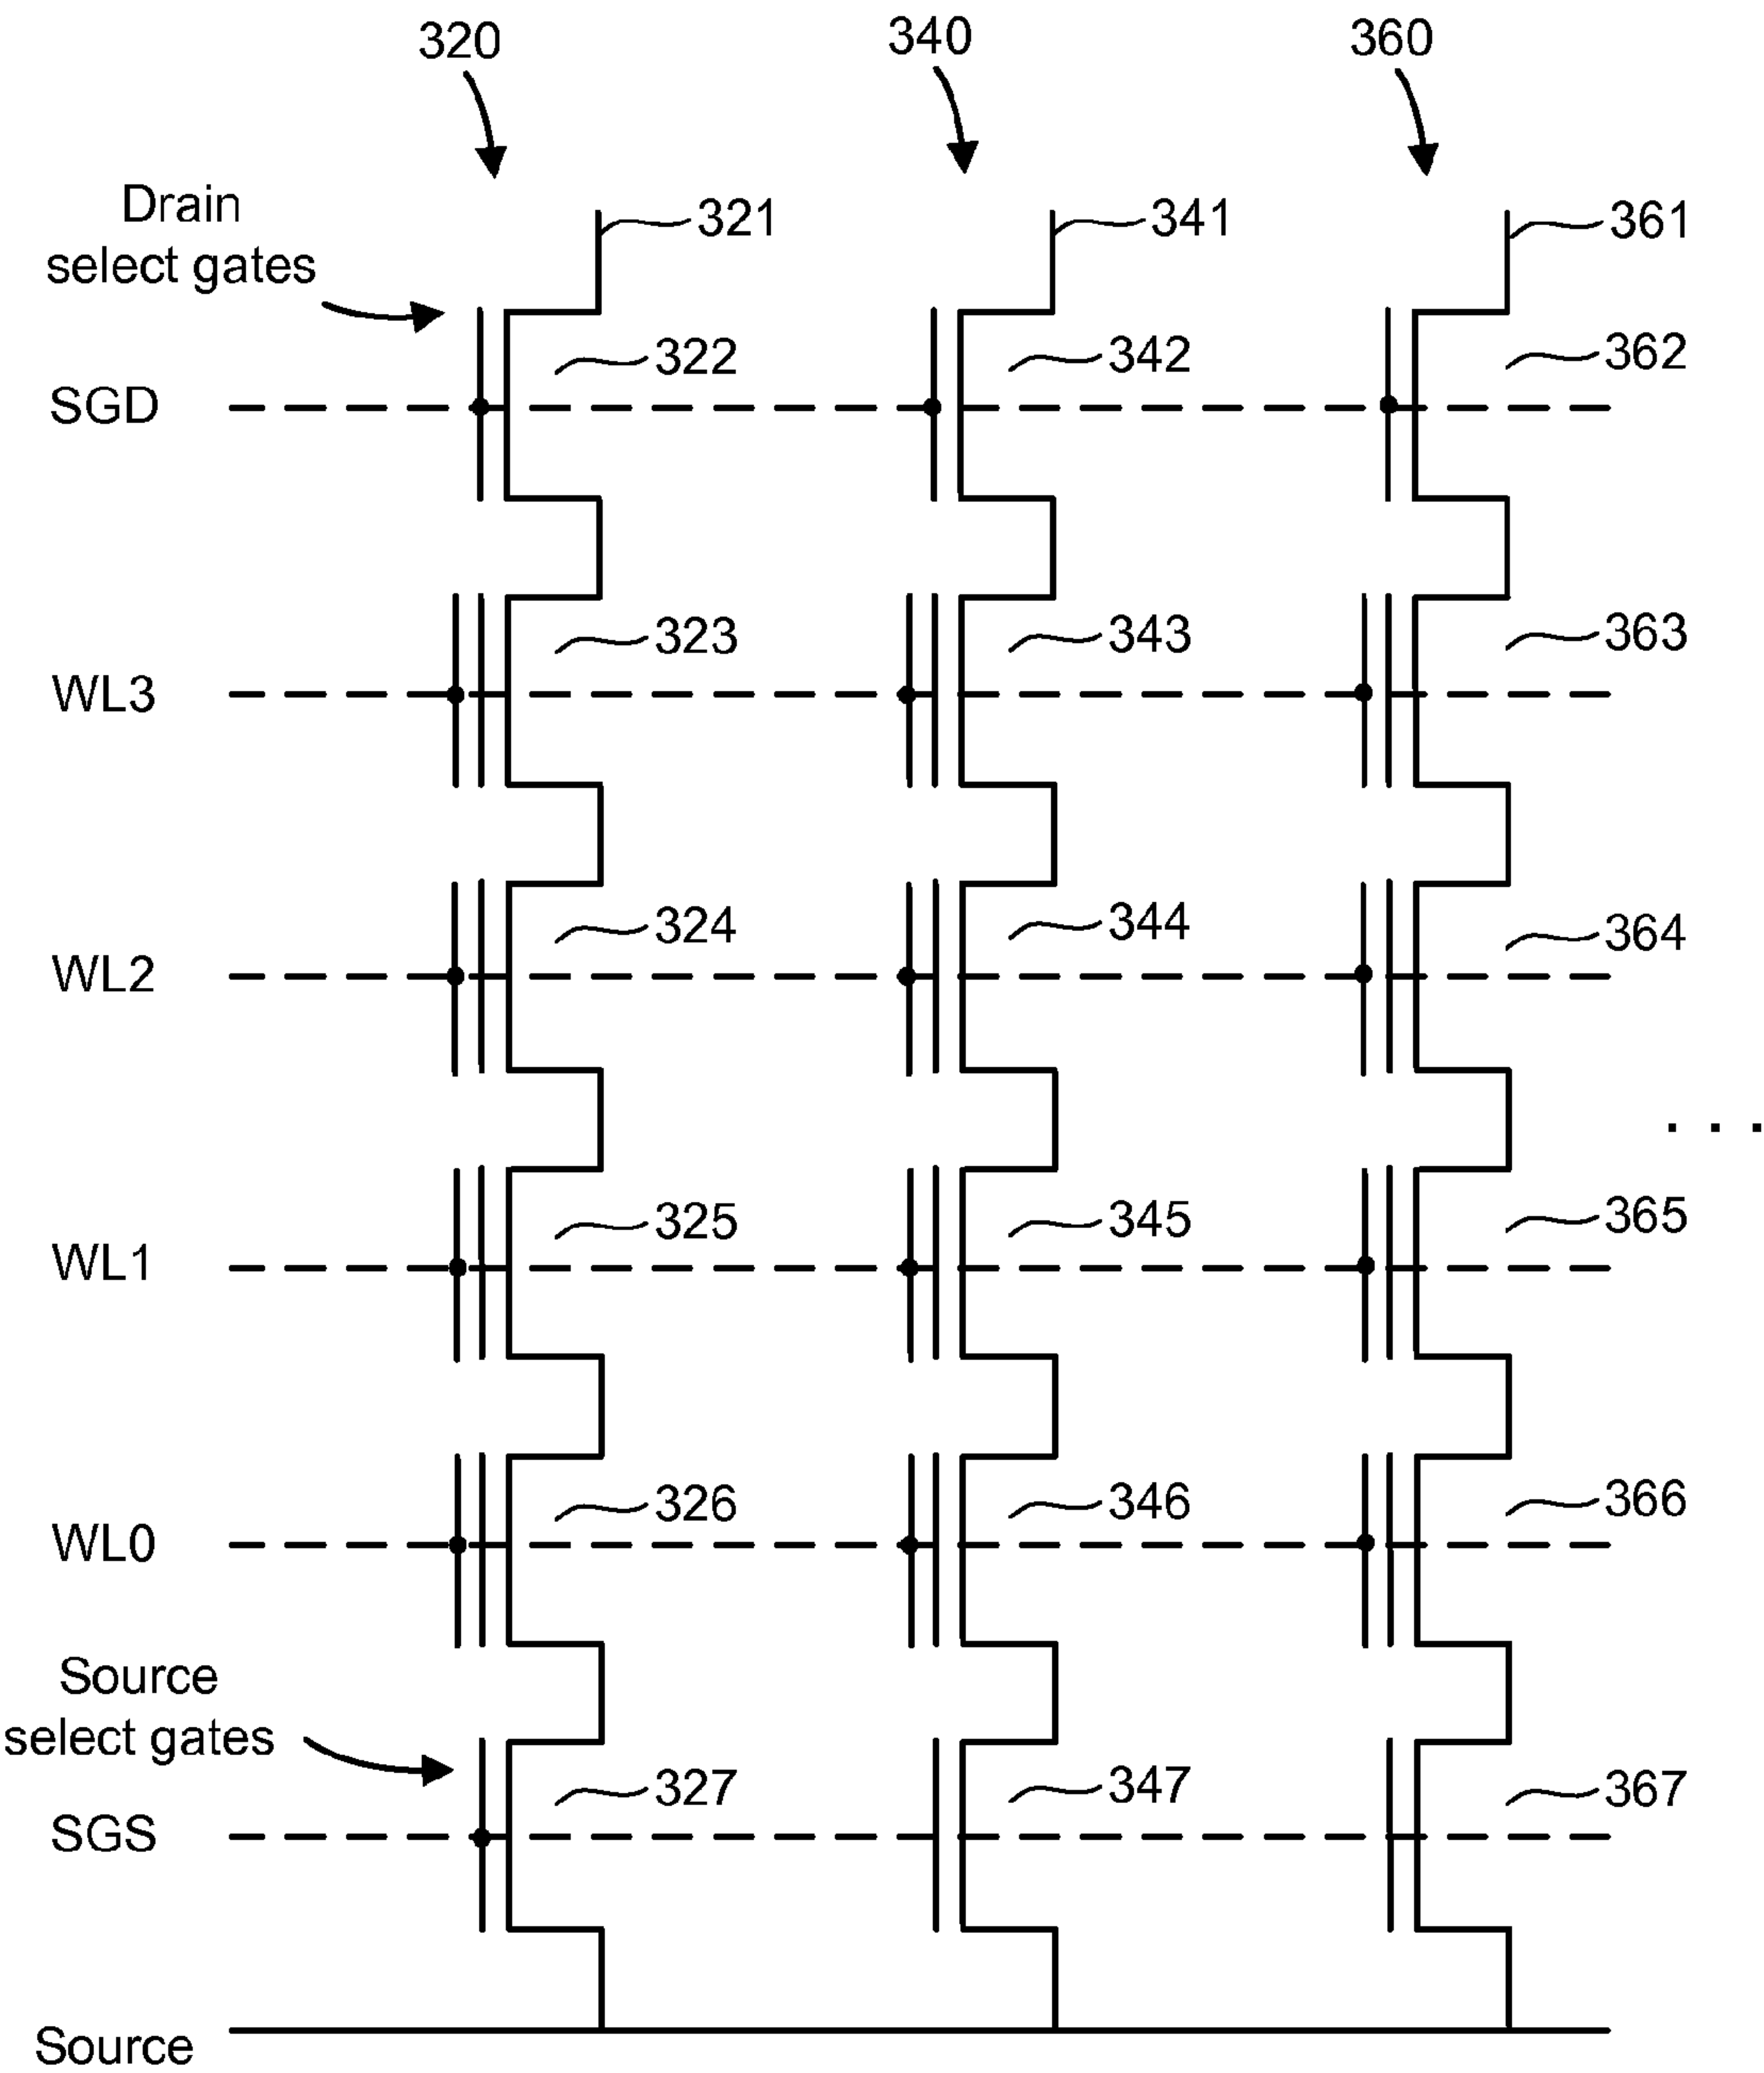 320 340 360
Drain
select gates
321 341 361
322 342 362
SGD
323 343 363
WL3
324 344 364
WL2
. . .
325 345 365
WL1
326 346 366
WL0
Source
select gates
327 347 367
SGS
Source